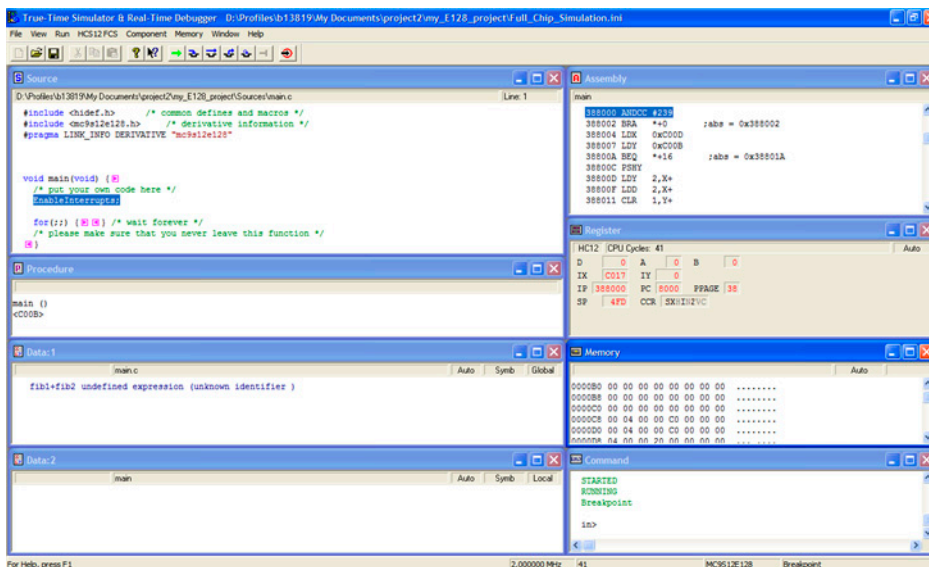 True-Time Simulator & Real-Time Debugger D:\Profiles\b13819\My Documents\project2\my_E128_project\Full_Chip_Simulation.ini
File View Run HCS12FCS Component Memory Window Help
Source
D:\Profiles\b13819\My Documents\project2\my_E128_project\Sources\main.c Line: 1
#include <hidef.h> /* common defines and macros */
#include <mc9s12e128.h> /* derivative information */
#pragma LINK_INFO DERIVATIVE "mc9s12e128"
void main(void) {
/* put your own code here */
EnableInterrupts;
for(;;) {} /* wait forever */
/* please make sure that you never leave this function */
}
Procedure
main ()
<C00B>
Data:1
main.c Auto Symb Global
fib1+fib2 undefined expression (unknown identifier )
Data:2
main Auto Symb Local
Assembly
main
388000 ANDCC #239
388002 BRA *+0 ;abs = 0x388002
388004 LDX 0xC00D
388007 LDY 0xC00B
38800A BEQ *+16 ;abs = 0x38801A
38800C PSHY
38800D LDY 2,X+
38800F LDD 2,X+
388011 CLR 1,Y+
Register
HC12 CPU Cycles: 41 Auto
D 0 A 0 B 0
IX C017 IY 0
IP 388000 PC 8000 PPAGE 38
SP 4FD CCR SXHINZVC
Memory
Auto
0000B0 00 00 00 00 00 00 00 00 ........
0000B8 00 00 00 00 00 00 00 00 ........
0000C0 00 00 00 00 00 00 00 00 ........
0000C8 00 04 00 00 C0 00 00 00 ........
0000D0 00 04 00 00 C0 00 00 00 ........
0000D8 04 00 00 20 00 00 00 00 ... ....
Command
STARTED
RUNNING
Breakpoint
in>
For Help, press F1 2.000000 MHz 41 MC9S12E128 Breakpoint